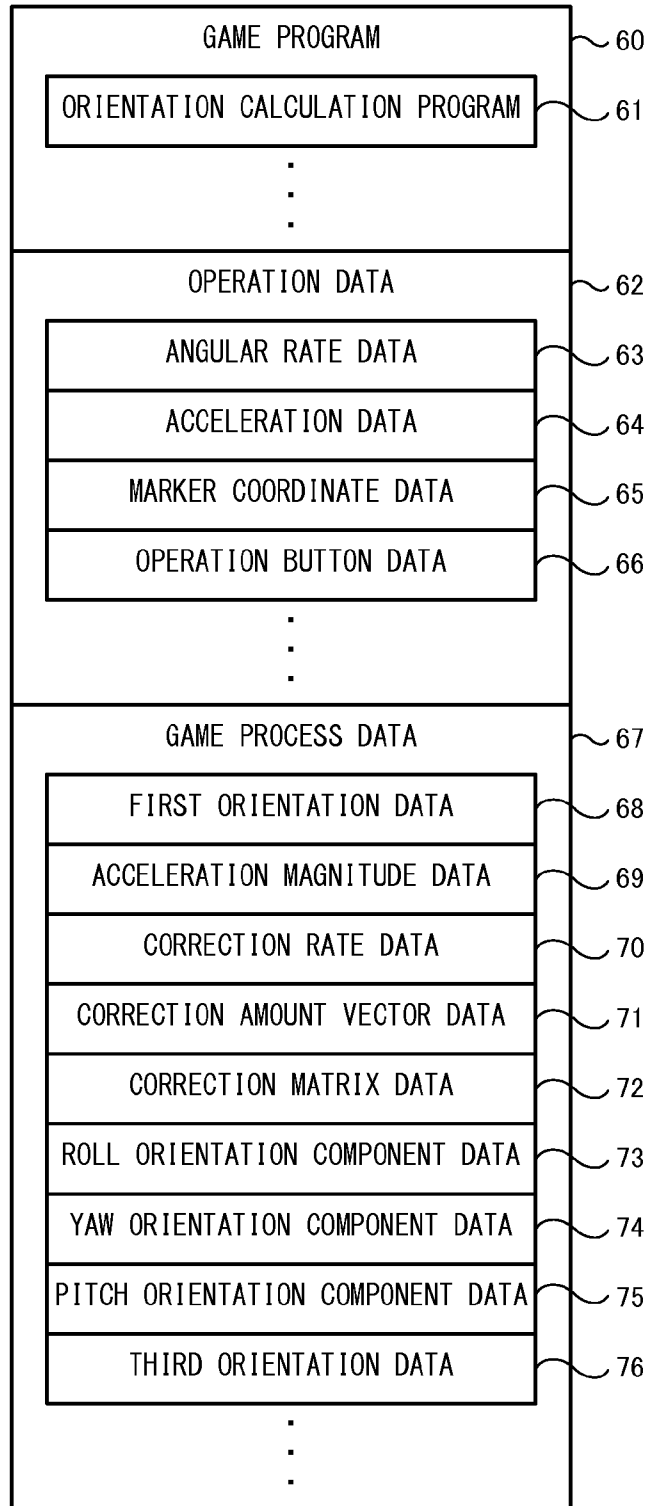 GAME PROGRAM 60
ORIENTATION CALCULATION PROGRAM 61
OPERATION DATA 62
ANGULAR RATE DATA 63
ACCELERATION DATA 64
MARKER COORDINATE DATA 65
OPERATION BUTTON DATA 66
GAME PROCESS DATA 67
FIRST ORIENTATION DATA 68
ACCELERATION MAGNITUDE DATA 69
CORRECTION RATE DATA 70
CORRECTION AMOUNT VECTOR DATA 71
CORRECTION MATRIX DATA 72
ROLL ORIENTATION COMPONENT DATA 73
YAW ORIENTATION COMPONENT DATA 74
PITCH ORIENTATION COMPONENT DATA 75
THIRD ORIENTATION DATA 76